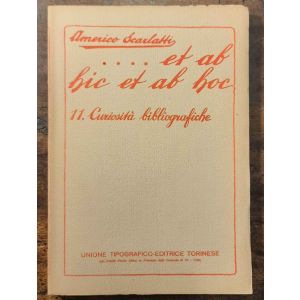 Americo Scarlatti
.... et ab
hic et ab hoc
11. Curiosità bibliografiche
UNIONE TIPOGRAFICO-EDITRICE TORINESE